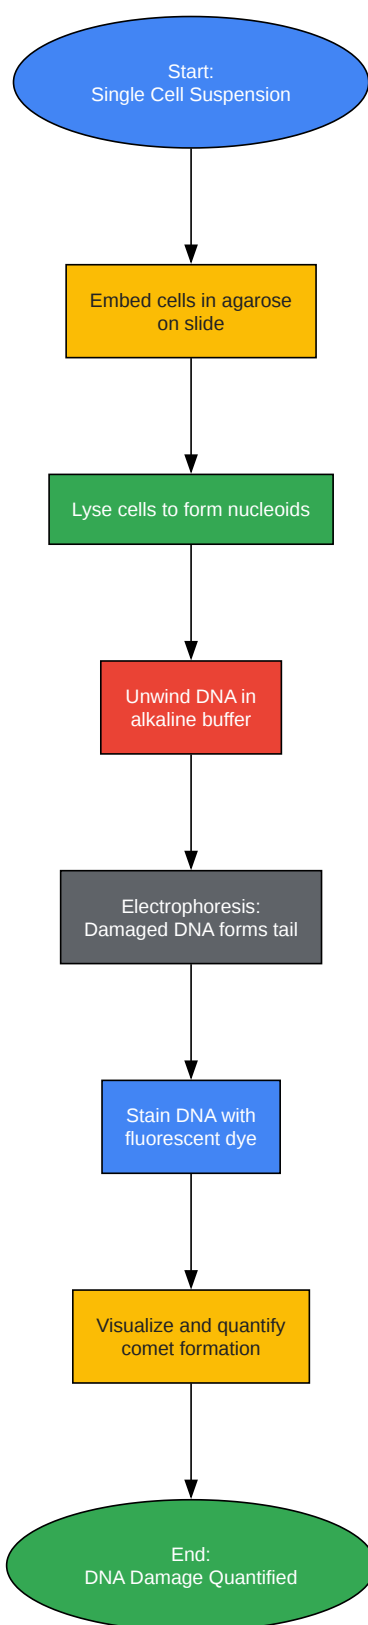 Start:
Single Cell Suspension
Embed cells in agarose
on slide
Lyse cells to form nucleoids
Unwind DNA in
alkaline buffer
Electrophoresis:
Damaged DNA forms tail
Stain DNA with
fluorescent dye
Visualize and quantify
comet formation
End:
DNA Damage Quantified